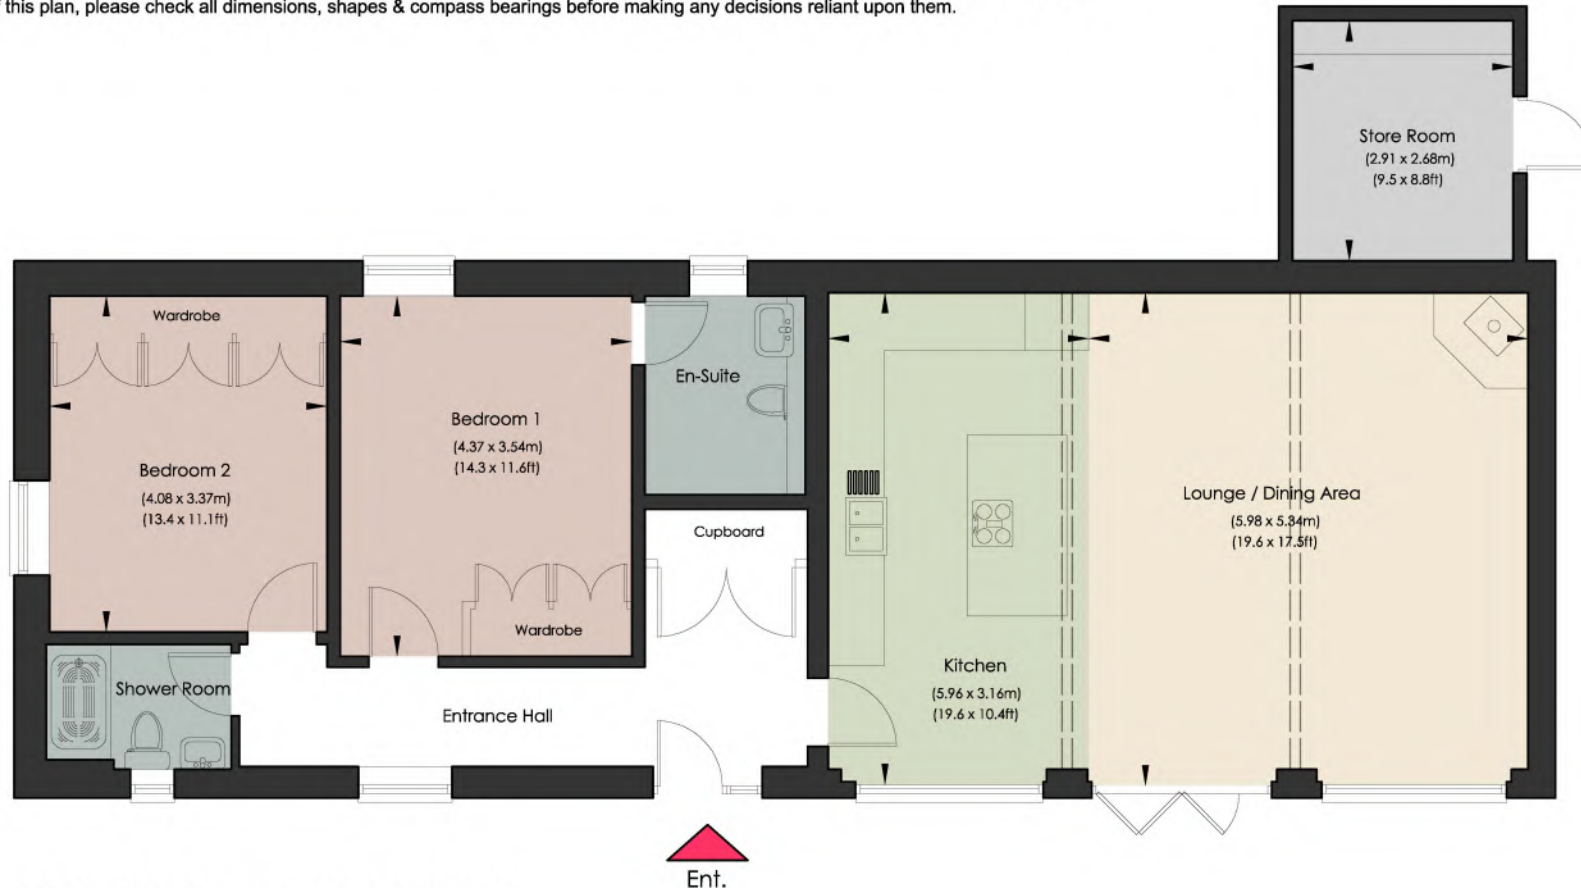 this plan, please check all dimensions, shapes & compass bearings before making any decisions reliant upon them.
Store Room
(2.91 x 2.68m)
(9.5 x 8.8ft)
Wardrobe
Bedroom 2
(4.08 x 3.37m)
(13.4 x 11.1ft)
Bedroom 1
(4.37 x 3.54m)
(14.3 x 11.6ft)
Wardrobe
En-Suite
Cupboard
Shower Room
Entrance Hall
Kitchen
(5.96 x 3.16m)
(19.6 x 10.4ft)
Lounge / Dining Area
(5.98 x 5.34m)
(19.6 x 17.5ft)
Ent.